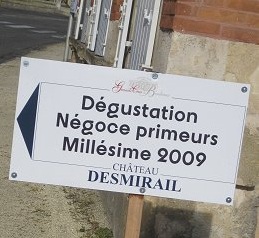 Dégustation
Négoce primeurs
Millésime 2009
CHÂTEAU
DESMIRAIL